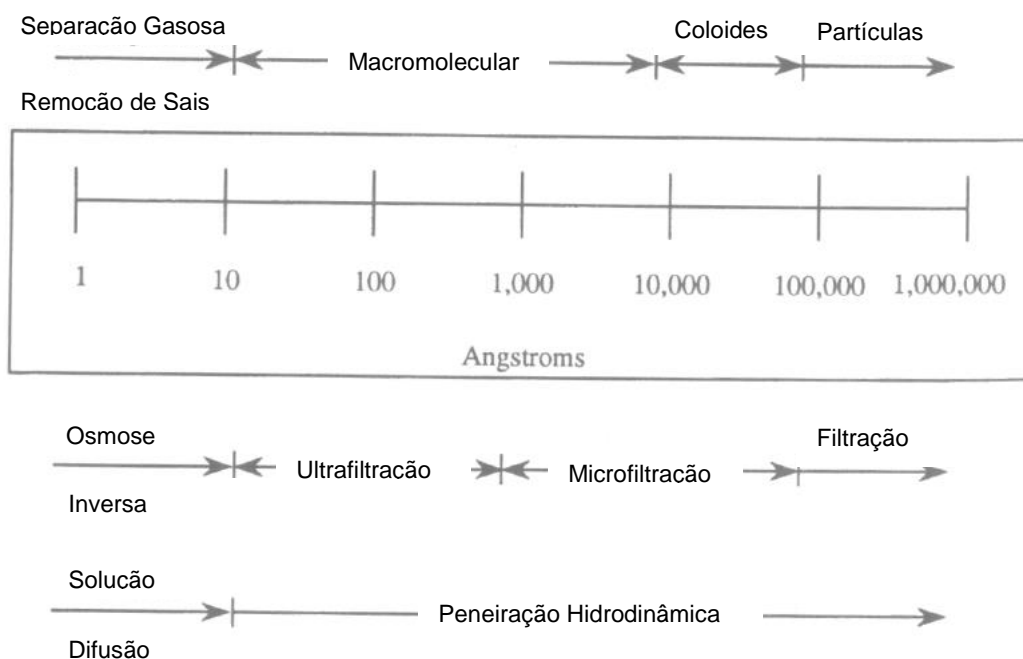 Separacão Gasosa
Coloides Partículas
Macromolecular
Remocão de Sais
1 10 100 1,000 10,000 100,000 1,000,000
Angstroms
Osmose
Filtração
Ultrafiltracão Microfiltracão
Inversa
Solucão
Peneiração Hidrodinâmica
Difusão